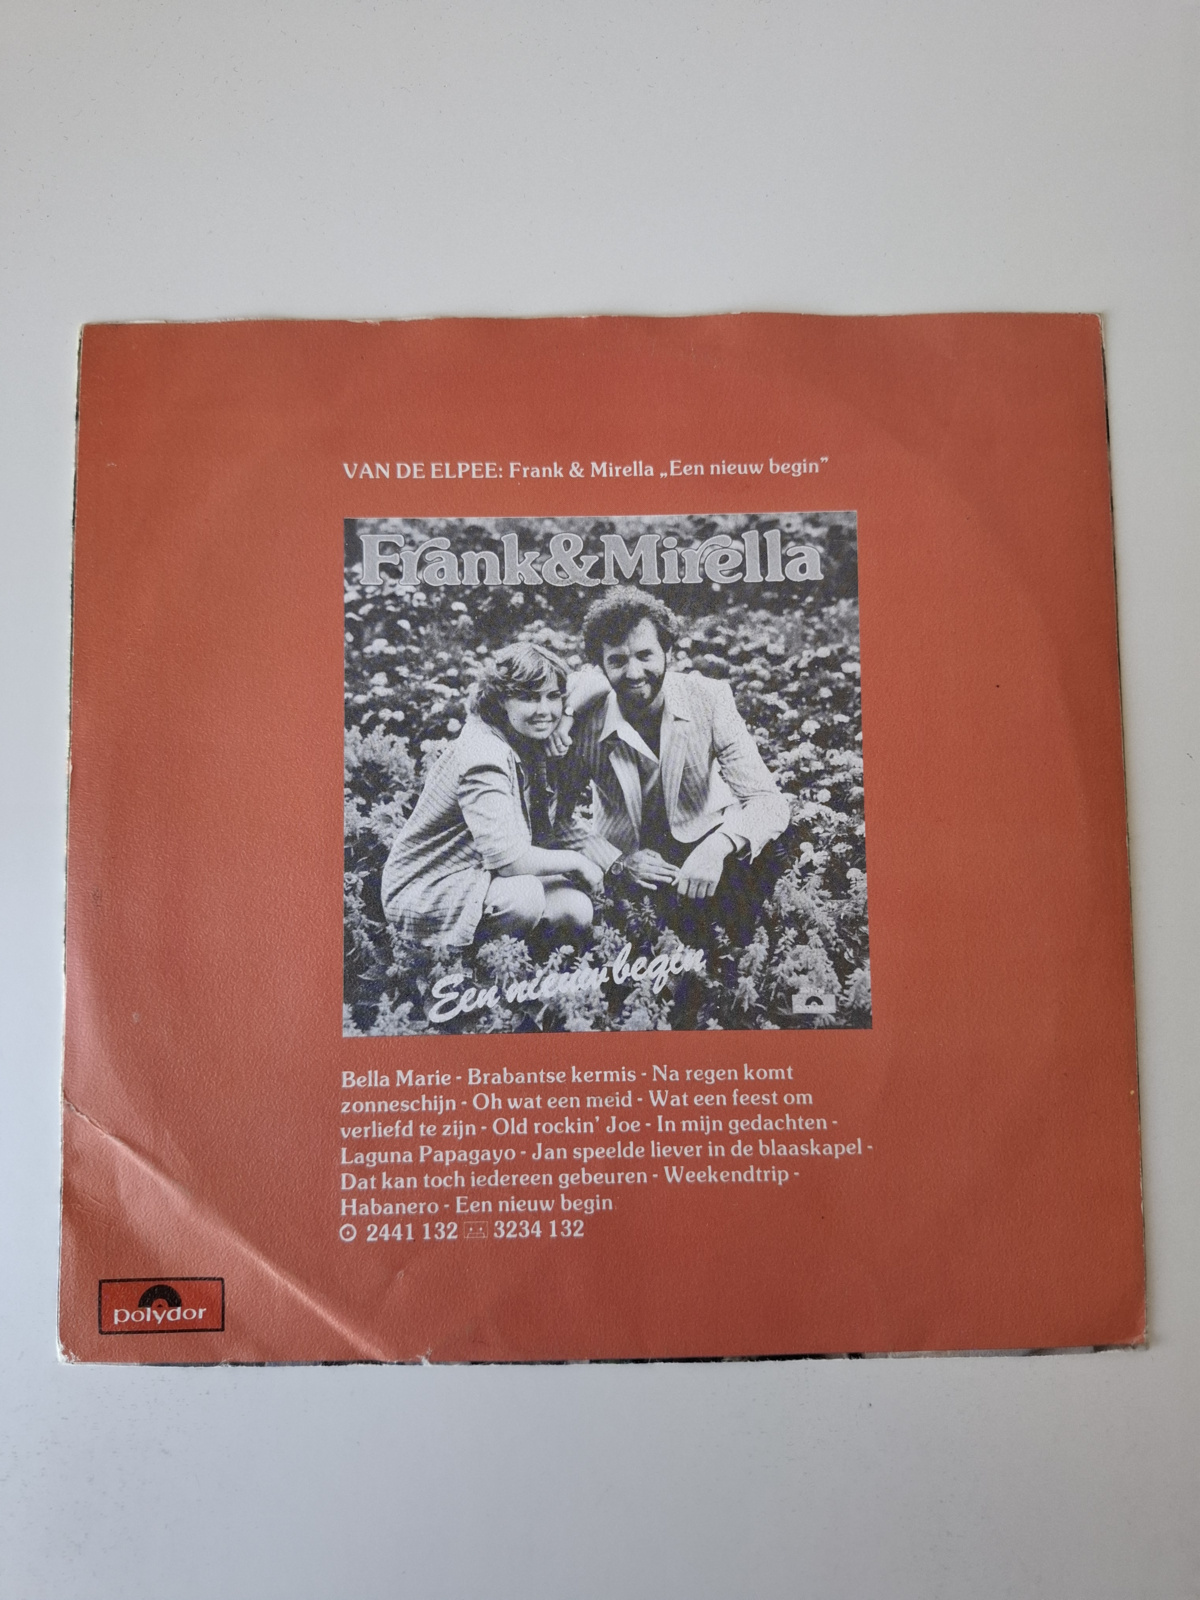 VAN DE ELPEE: Frank & Mirella „Een nieuw begin”
Frank&Mirella
Een nieuw begin
Bella Marie - Brabantse kermis - Na regen komt
zonneschijn - Oh wat een meid - Wat een feest om
verliefd te zijn - Old rockin' Joe - In mijn gedachten -
Laguna Papagayo - Jan speelde liever in de blaaskapel -
Dat kan toch iedereen gebeuren - Weekendtrip -
Habanero - Een nieuw begin
2441 132 3234 132
polydor